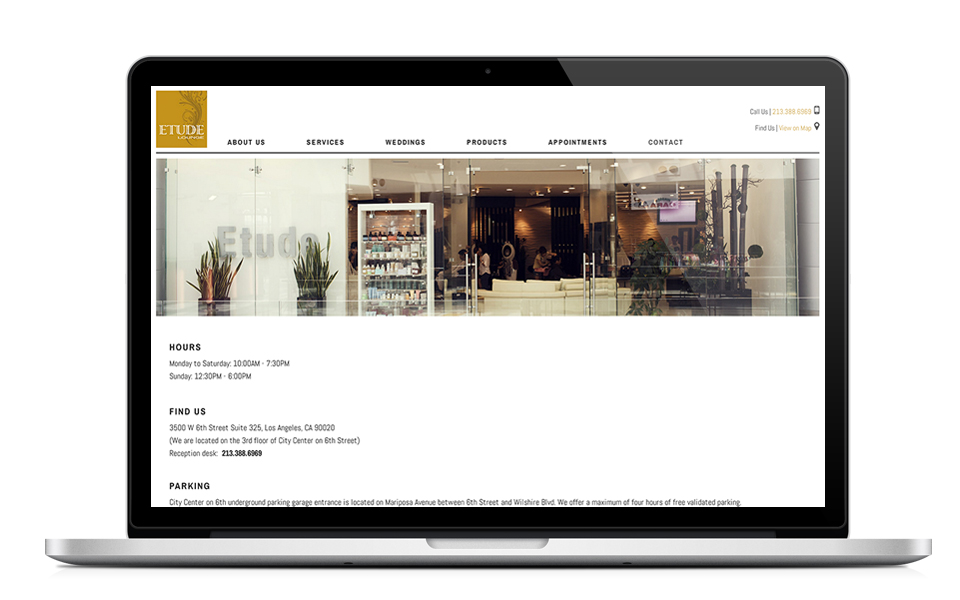 ETUDE
LOUNGE
Call Us | 213.388.6969
Find Us | View on Map
ABOUT US
SERVICES
WEDDINGS
PRODUCTS
APPOINTMENTS
CONTACT
Etude
HOURS
Monday to Saturday: 10:00AM - 7:30PM
Sunday: 12:30PM - 6:00PM
FIND US
3500 W 6th Street Suite 325, Los Angeles, CA 90020
(We are located on the 3rd floor of City Center on 6th Street)
Reception desk: 213.388.6969
PARKING
City Center on 6th underground parking garage entrance is located on Mariposa Avenue between 6th Street and Wilshire Blvd. We offer a maximum of four hours of free validated parking.